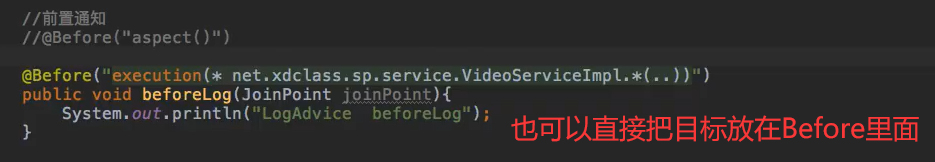 //前置通知
//@Before("aspect()")
@Before("execution(* net.xdclass.sp.service.VideoServiceImpl.*(..))")
public void beforeLog(JoinPoint joinPoint){
System.out.println("LogAdvice  beforeLog");
}
也可以直接把目标放在Before里面